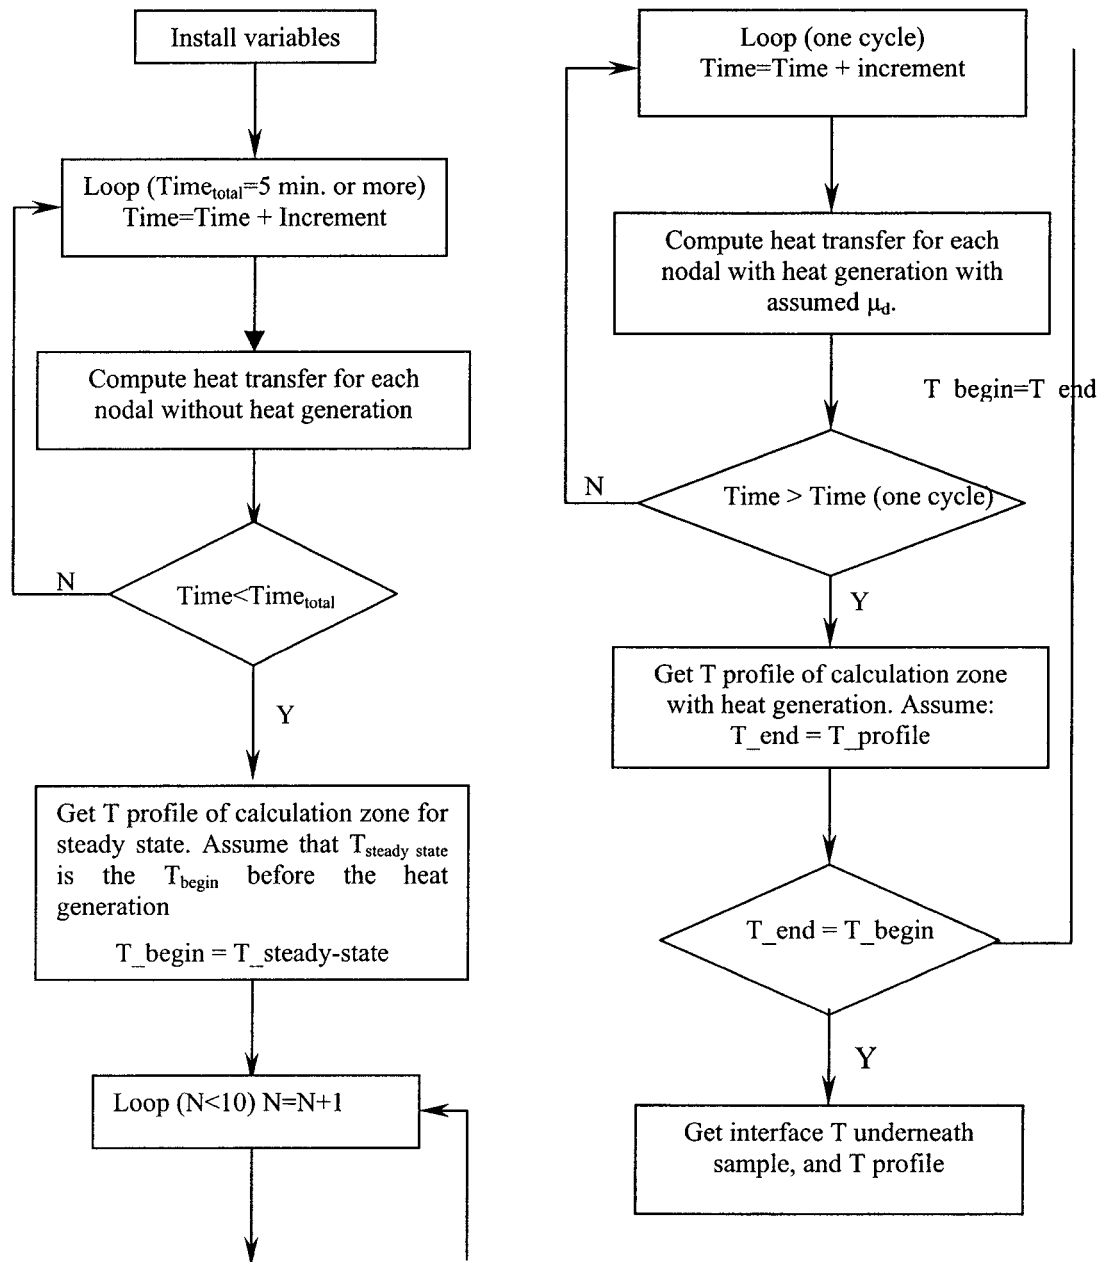 Install variables
Loop (Time_total=5 min. or more)
Time=Time + Increment
Compute heat transfer for each
nodal without heat generation
N
Time<Time_total
Y
Get T profile of calculation zone for
steady state. Assume that T_steady state
is the T_begin before the heat
generation
T_begin = T_steady-state
Loop (N<10) N=N+1
Loop (one cycle)
Time=Time + increment
Compute heat transfer for each
nodal with heat generation with
assumed μ_d.
T_begin=T_end
N
Time > Time (one cycle)
Y
Get T profile of calculation zone
with heat generation. Assume:
T_end = T_profile
T_end = T_begin
Y
Get interface T underneath
sample, and T profile